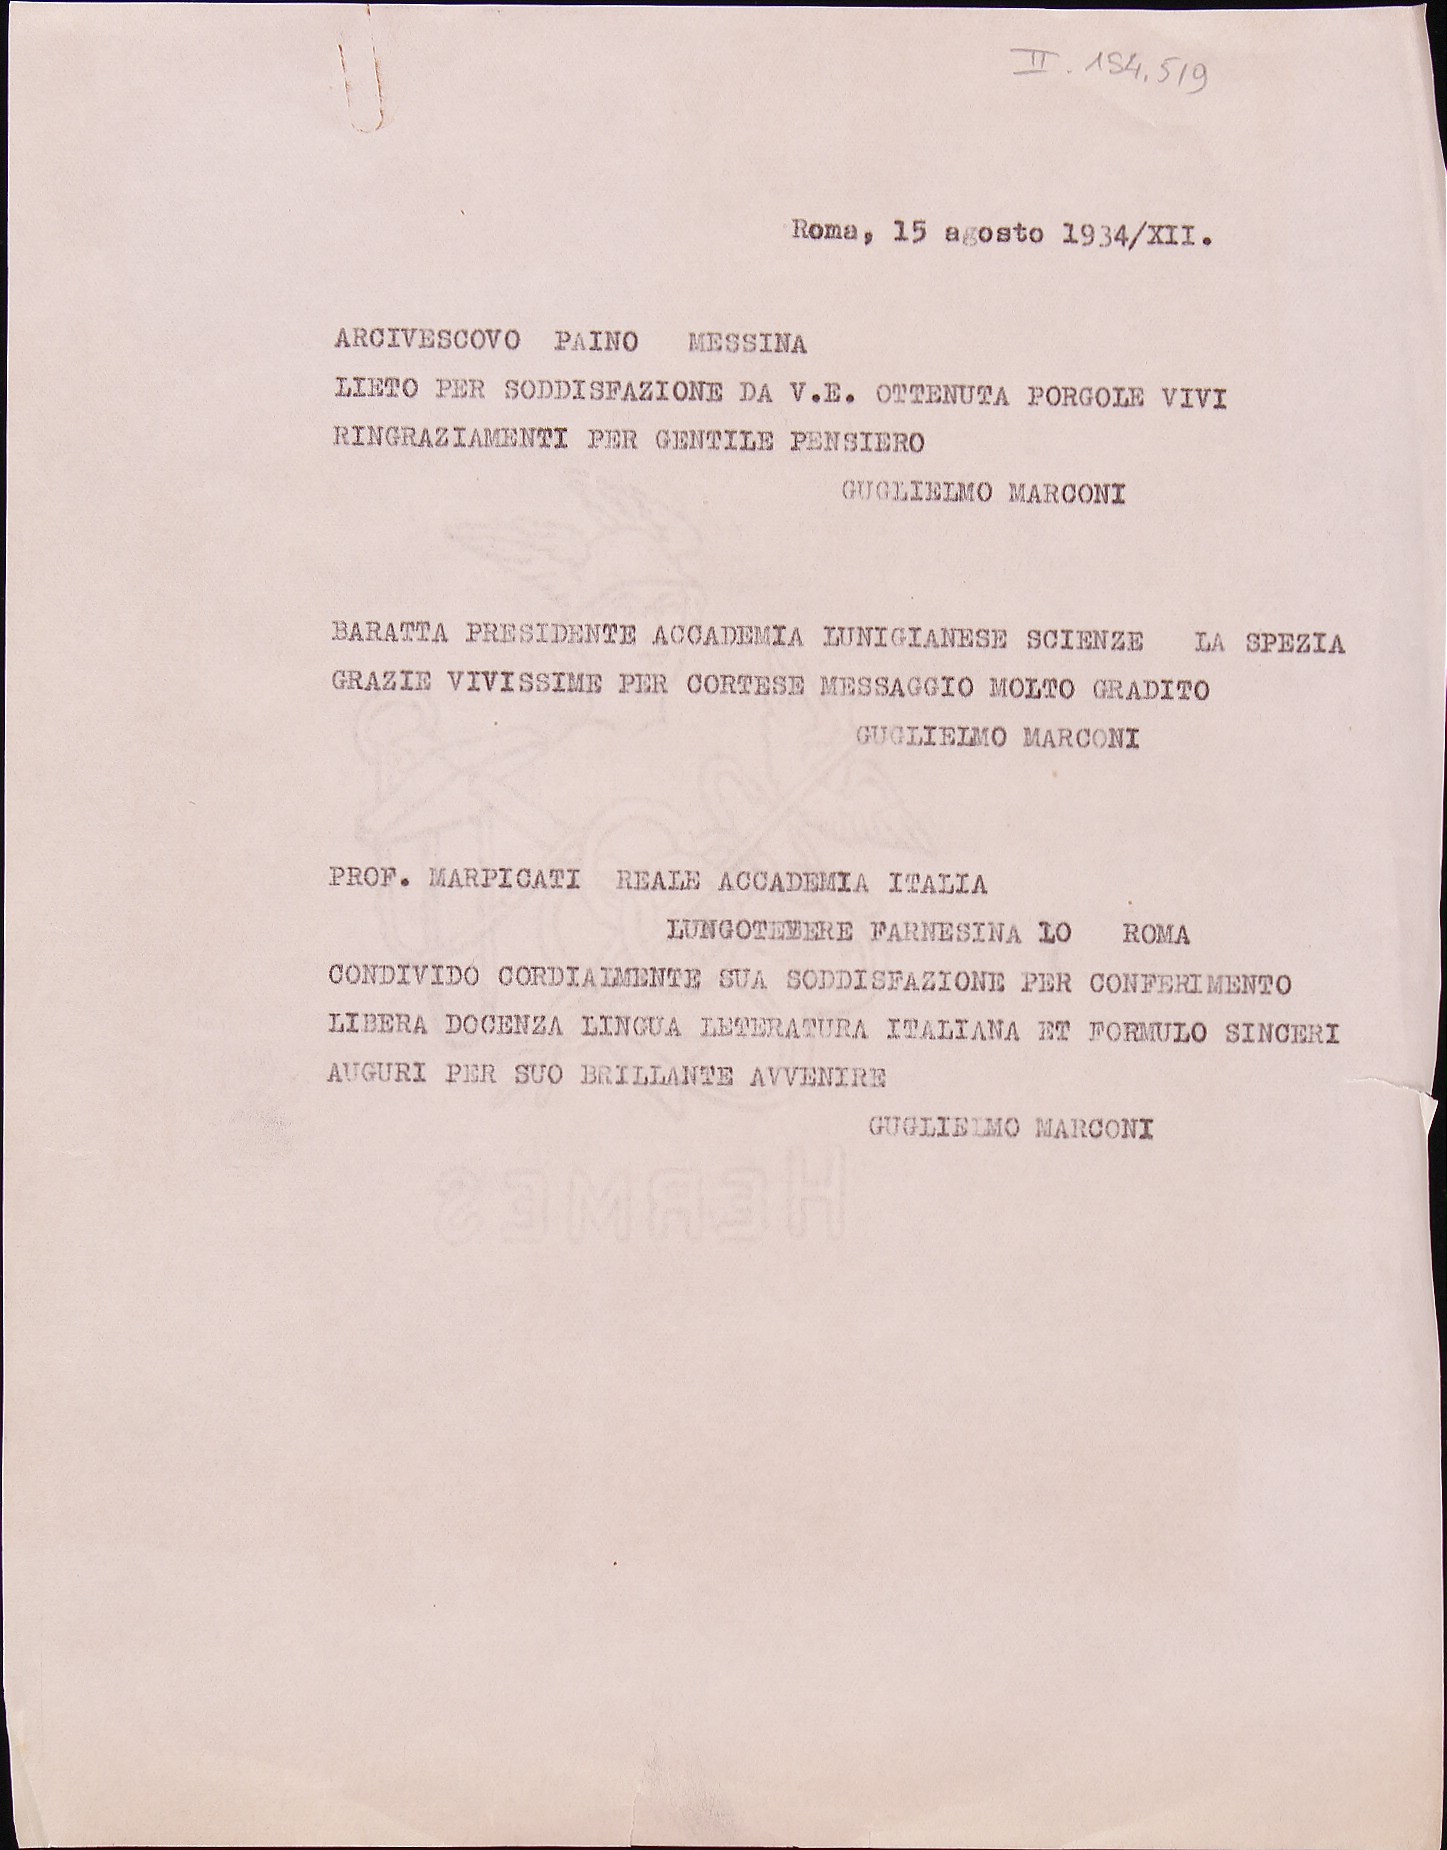 II. 154.519
Roma, 15 agosto 1934/XII.
ARCIVESCOVO PAINO MESSINA
LIETO PER SODDISFAZIONE DA V.E. OTTENUTA PORGOLE VIVI
RINGRAZIAMENTI PER GENTILE PENSIERO
GUGLIELMO MARCONI
BARATTA PRESIDENTE ACCADEMIA LUNIGIANESE SCIENZE LA SPEZIA
GRAZIE VIVISSIME PER CORTESE MESSAGGIO MOLTO GRADITO
GUGLIELMO MARCONI
PROF. MARPICATI REALE ACCADEMIA ITALIA
LUNGOTEVERE FARNESINA 10 ROMA
CONDIVIDO CORDIALMENTE SUA SODDISFAZIONE PER CONFERIMENTO
LIBERA DOCENZA LINGUA LETERATURA ITALIANA ET FORMULO SINCERI
AUGURI PER SUO BRILLANTE AVVENIRE
GUGLIELMO MARCONI
HERMES